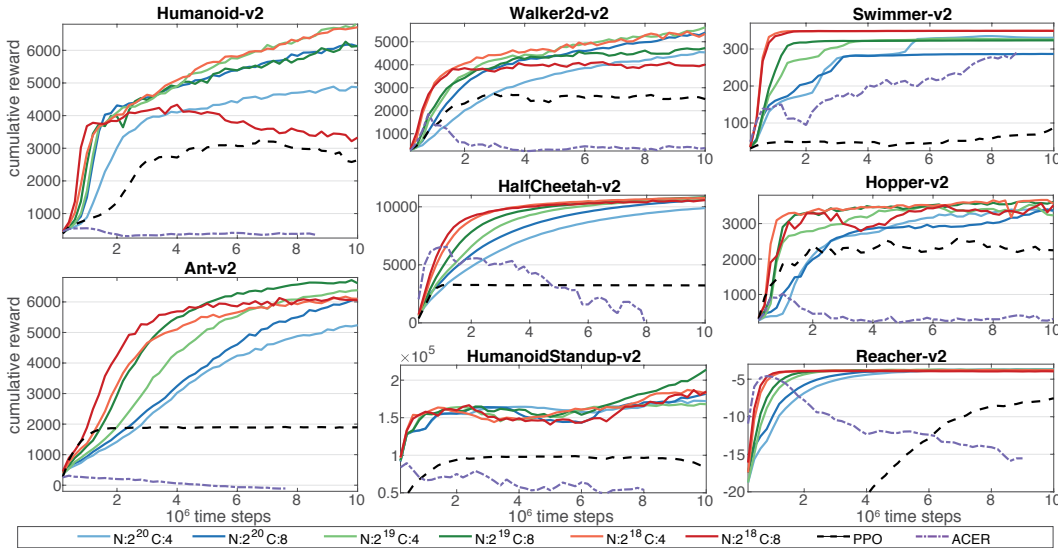 Humanoid-v2
cumulative reward
6000
5000
4000
3000
2000
1000
2 4 6 8 10
Walker2d-v2
5000
4000
3000
2000
1000
2 4 6 8 10
Swimmer-v2
300
200
100
2 4 6 8 10
HalfCheetah-v2
10000
5000
0
2 4 6 8 10
Hopper-v2
3000
2000
1000
2 4 6 8 10
Ant-v2
cumulative reward
6000
5000
4000
3000
2000
1000
0
2 4 6 8 10
10⁶ time steps
HumanoidStandup-v2
× 10⁵
2
1.5
1
0.5
2 4 6 8 10
10⁶ time steps
Reacher-v2
-5
-10
-15
-20
2 4 6 8 10
10⁶ time steps
N:2²⁰ C:4 N:2²⁰ C:8 N:2¹⁹ C:4 N:2¹⁹ C:8 N:2¹⁸ C:4 N:2¹⁸ C:8 PPO ACER